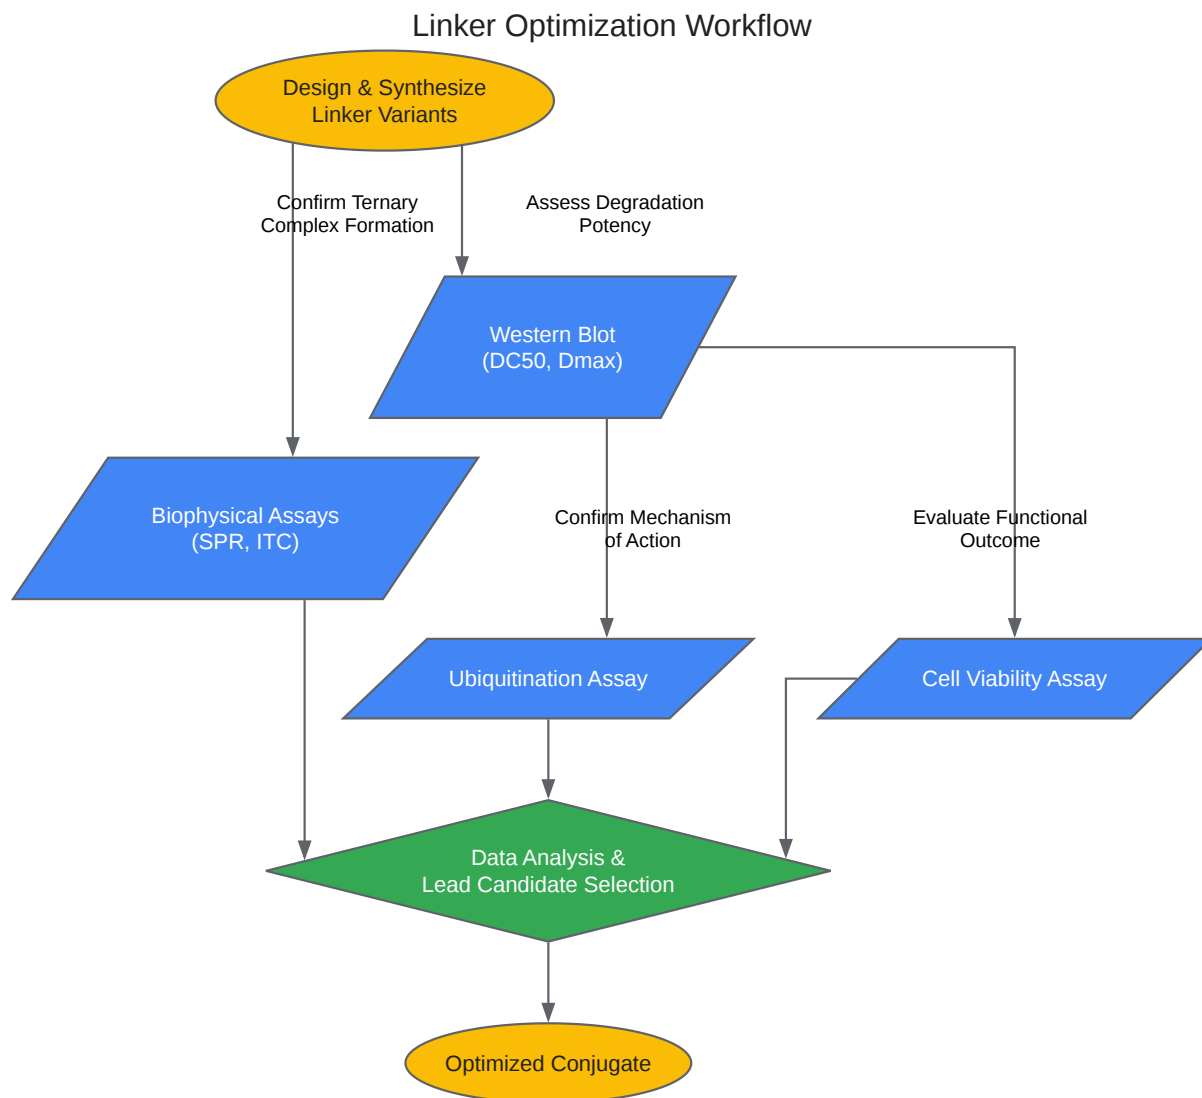 Linker Optimization Workflow
Design & Synthesize
Linker Variants
Confirm Ternary
Complex Formation
Assess Degradation
Potency
Western Blot
(DC50, Dmax)
Biophysical Assays
(SPR, ITC)
Confirm Mechanism
of Action
Evaluate Functional
Outcome
Ubiquitination Assay
Cell Viability Assay
Data Analysis &
Lead Candidate Selection
Optimized Conjugate